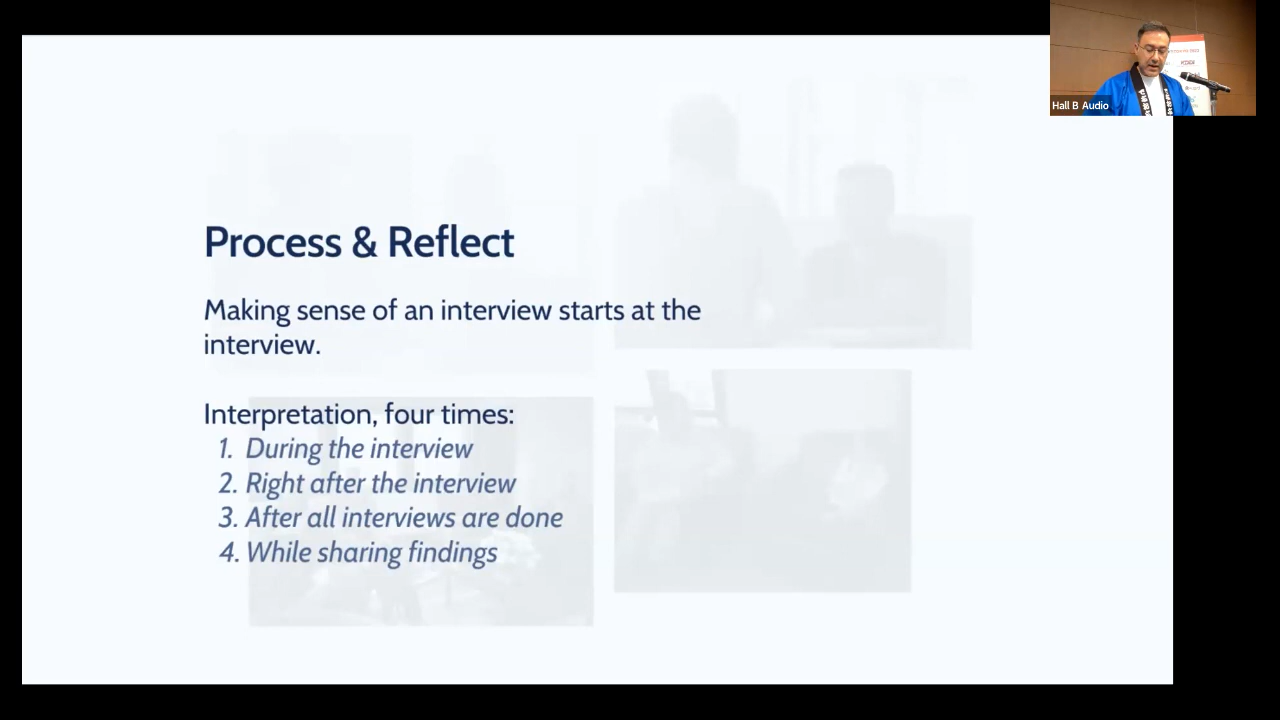 Process & Reflect
Making sense of an interview starts at the
interview.
Interpretation, four times:
1. During the interview
2. Right after the interview
3. After all interviews are done
4. While sharing findings
Hall B Audio